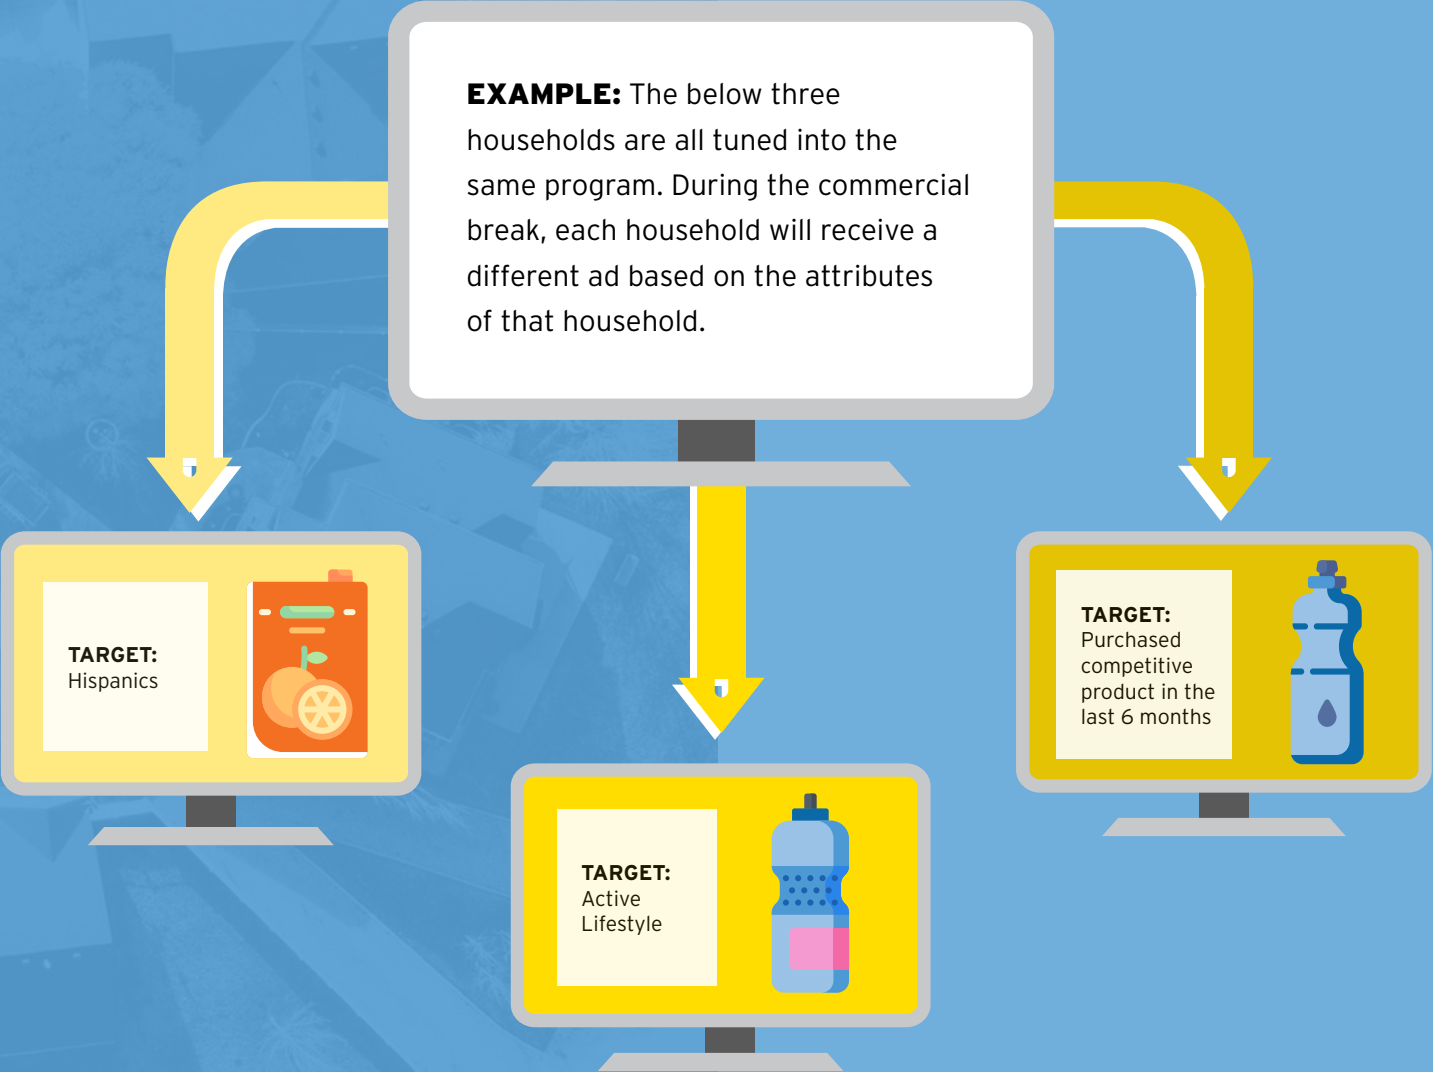 EXAMPLE: The below three
households are all tuned into the
same program. During the commercial
break, each household will receive a
different ad based on the attributes
of that household.
TARGET:
Hispanics
TARGET:
Active
Lifestyle
TARGET:
Purchased
competitive
product in the
last 6 months